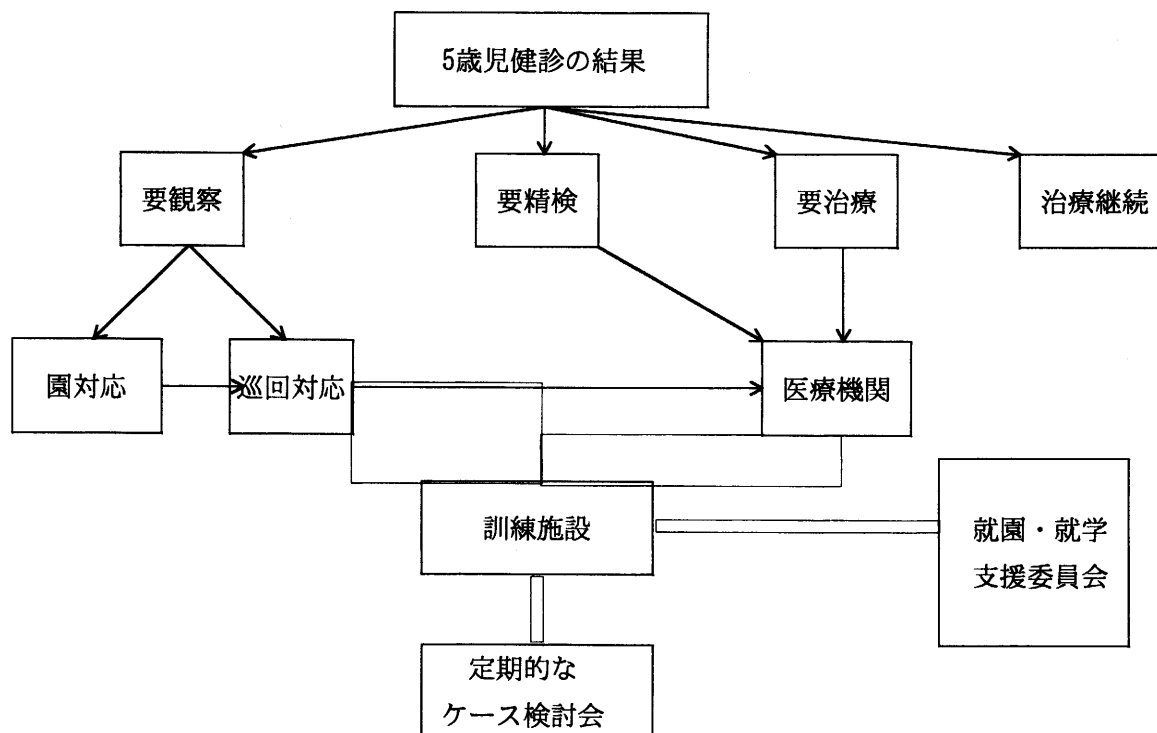 5歳児健診の結果
要観察
要精検
要治療
治療継続
園対応
巡回対応
医療機関
訓練施設
就園・就学
支援委員会
定期的な
ケース検討会